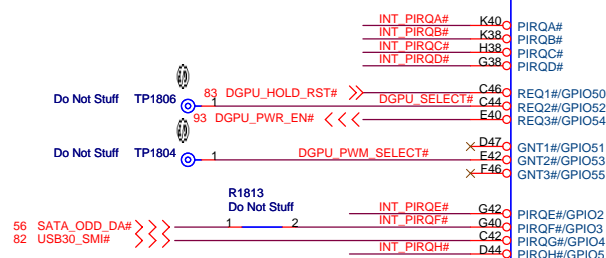 INT_PIRQA# K40 PIRQA#
INT_PIRQB# K38 PIRQB#
INT_PIRQC# H38 PIRQC#
INT_PIRQD# G38 PIRQD#
83 DGPU_HOLD_RST# C46 REQ1#/GPIO50
Do Not Stuff TP1806 1 DGPU_SELECT# C44 REQ2#/GPIO52
93 DGPU_PWR_EN# E40 REQ3#/GPIO54
D47 GNT1#/GPIO51
Do Not Stuff TP1804 1 DGPU_PWM_SELECT# E42 GNT2#/GPIO53
F46 GNT3#/GPIO55
R1813
Do Not Stuff
INT_PIRQE# G42 PIRQE#/GPIO2
56 SATA_ODD_DA# 1 2 INT_PIRQF# G40 PIRQF#/GPIO3
82 USB30_SMI# C42 PIRQG#/GPIO4
INT_PIRQH# D44 PIRQH#/GPIO5